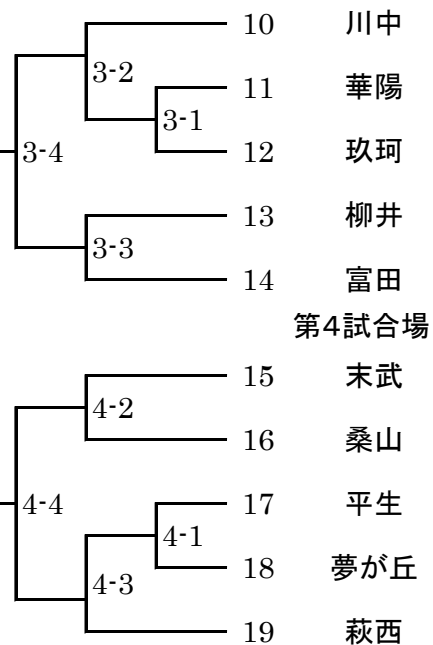 10 川中
3-2
11 華陽
3-1
3-4
12 玖珂
13 柳井
3-3
14 富田
第4試合場
15 末武
4-2
16 桑山
4-4
17 平生
4-1
18 夢が丘
4-3
19 萩西